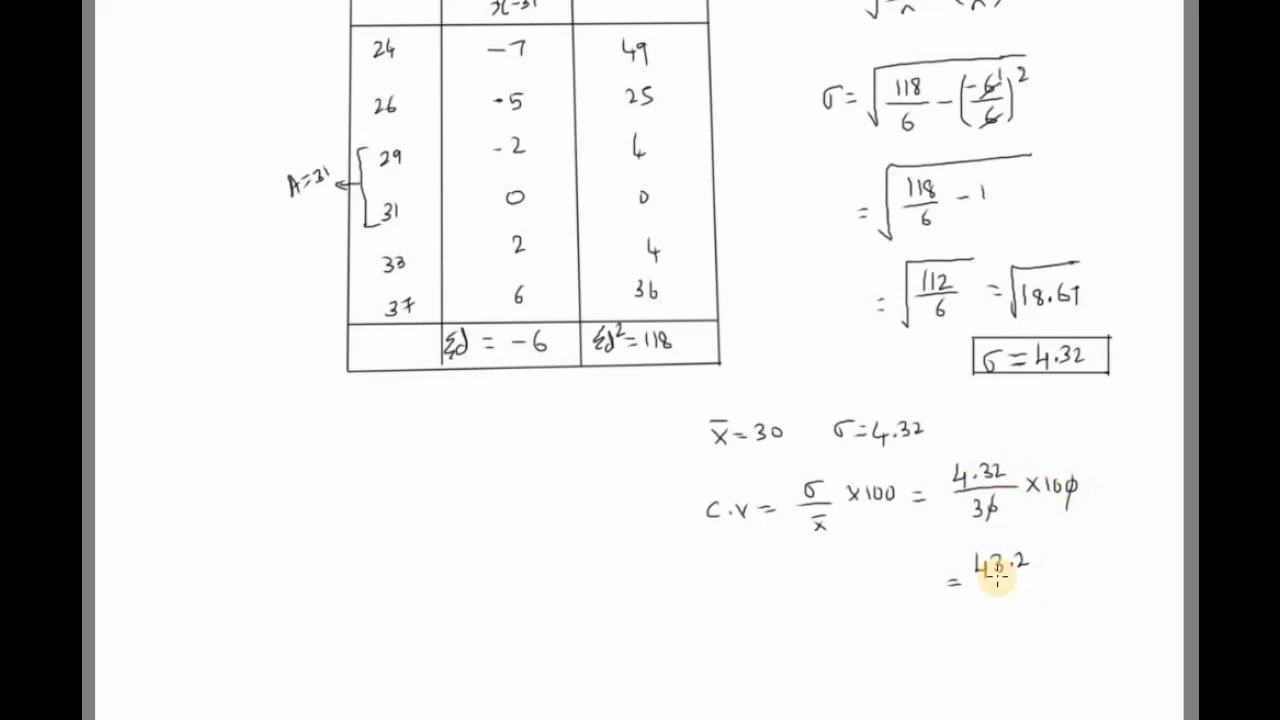 x-31
24 -7 49
26 -5 25
29 -2 4
A=31
31 0 0
33 2 4
37 6 36
Σd = -6 Σd²=118
σ = √118/6 - (-6¹/6)²
= √118/6 - 1
= √112/6 = √18.67
σ = 4.32
x̄ = 30 σ=4.32
C.V = σ/x̄ ×100 = 4.32/30 ×100
= 43.2